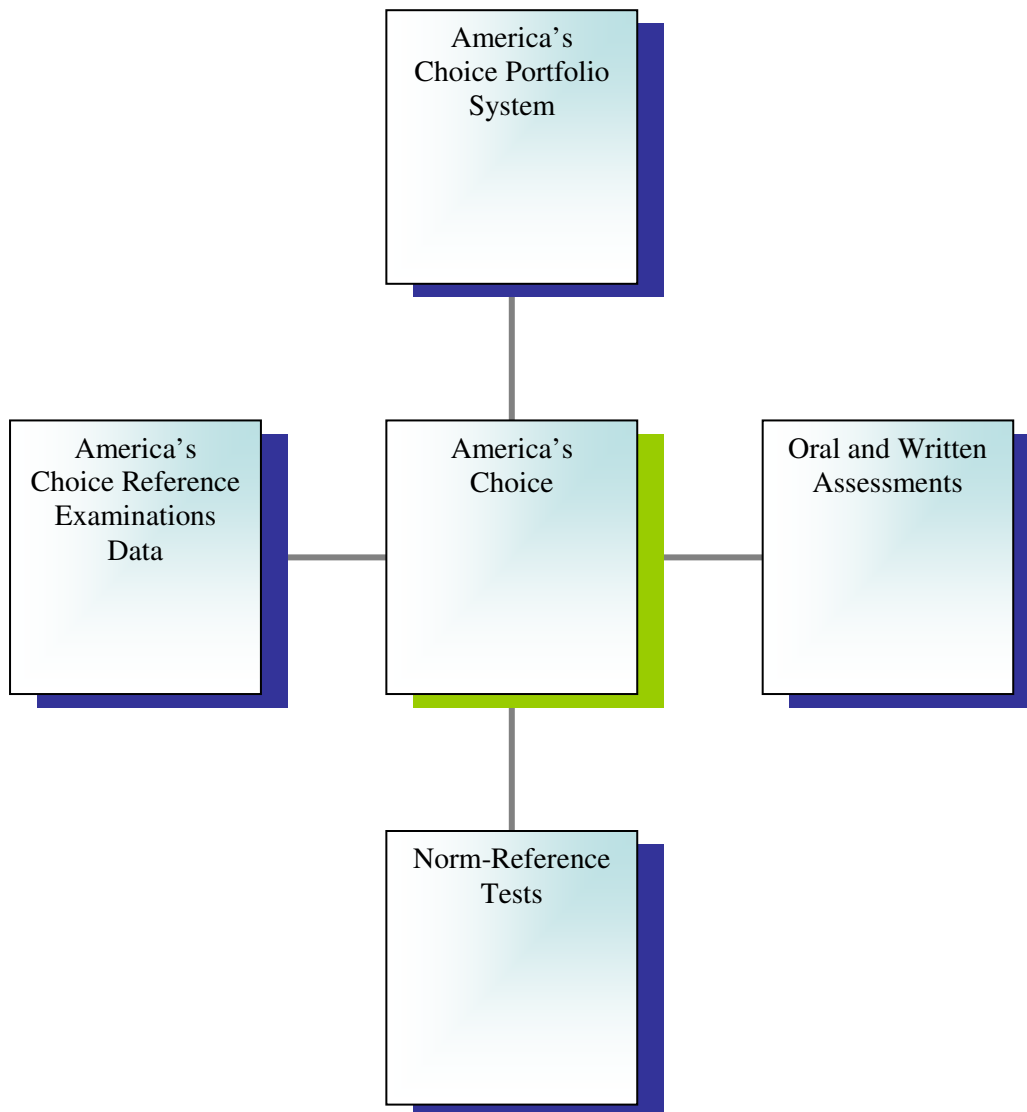 America’s
Choice Portfolio
System
America’s
Choice Reference
Examinations
Data
America’s
Choice
Oral and Written
Assessments
Norm-Reference
Tests